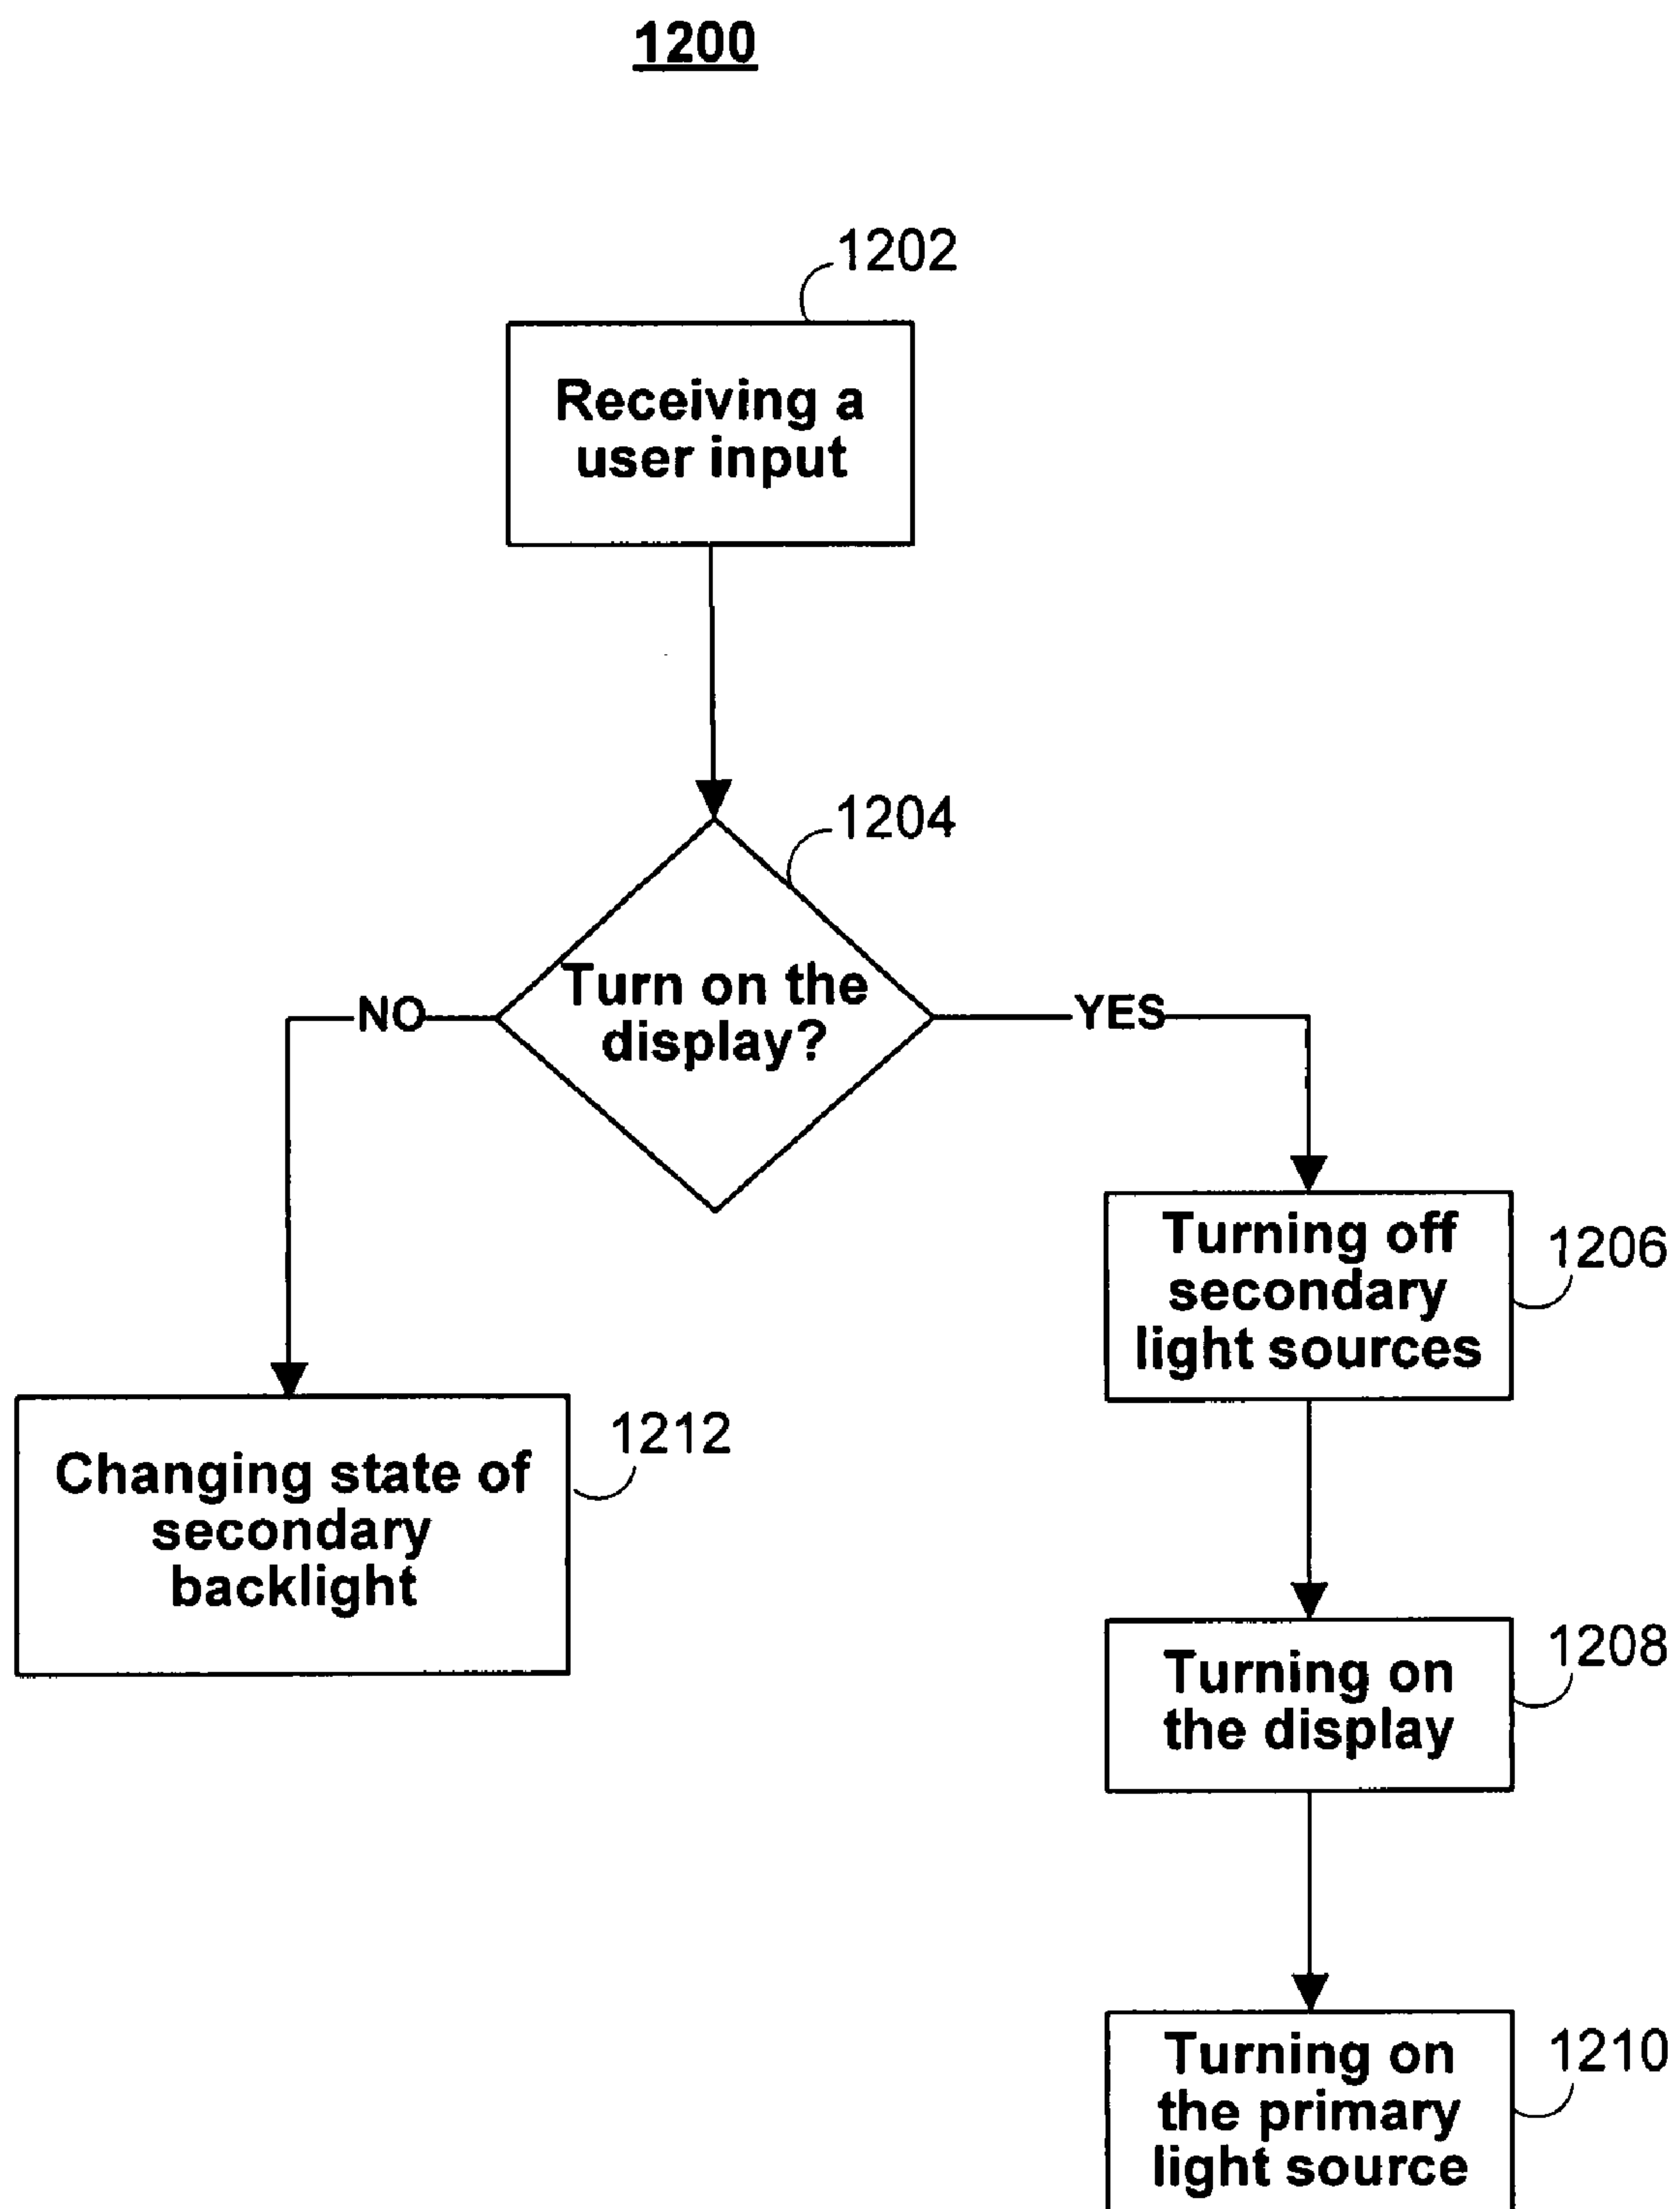 1200
1202
Receiving a
user input
1204
Turn on the
display?
NO
YES
Turning off
secondary
light sources
1206
1212
Changing state of
secondary
backlight
1208
Turning on
the display
1210
Turning on
the primary
light source